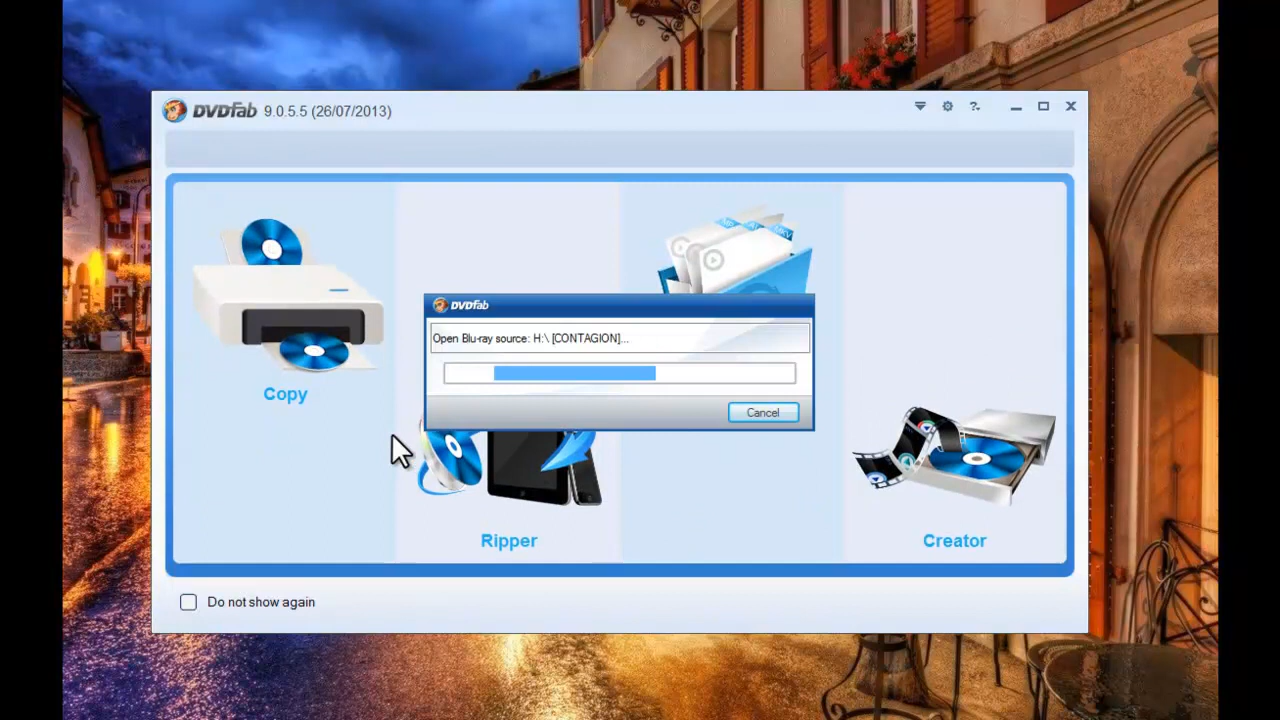 DVDFab 9.0.5.5 (26/07/2013)
DVDFab
Open Blu-ray source: H:\ [CONTAGION]...
Cancel
Copy
Ripper
Creator
Do not show again